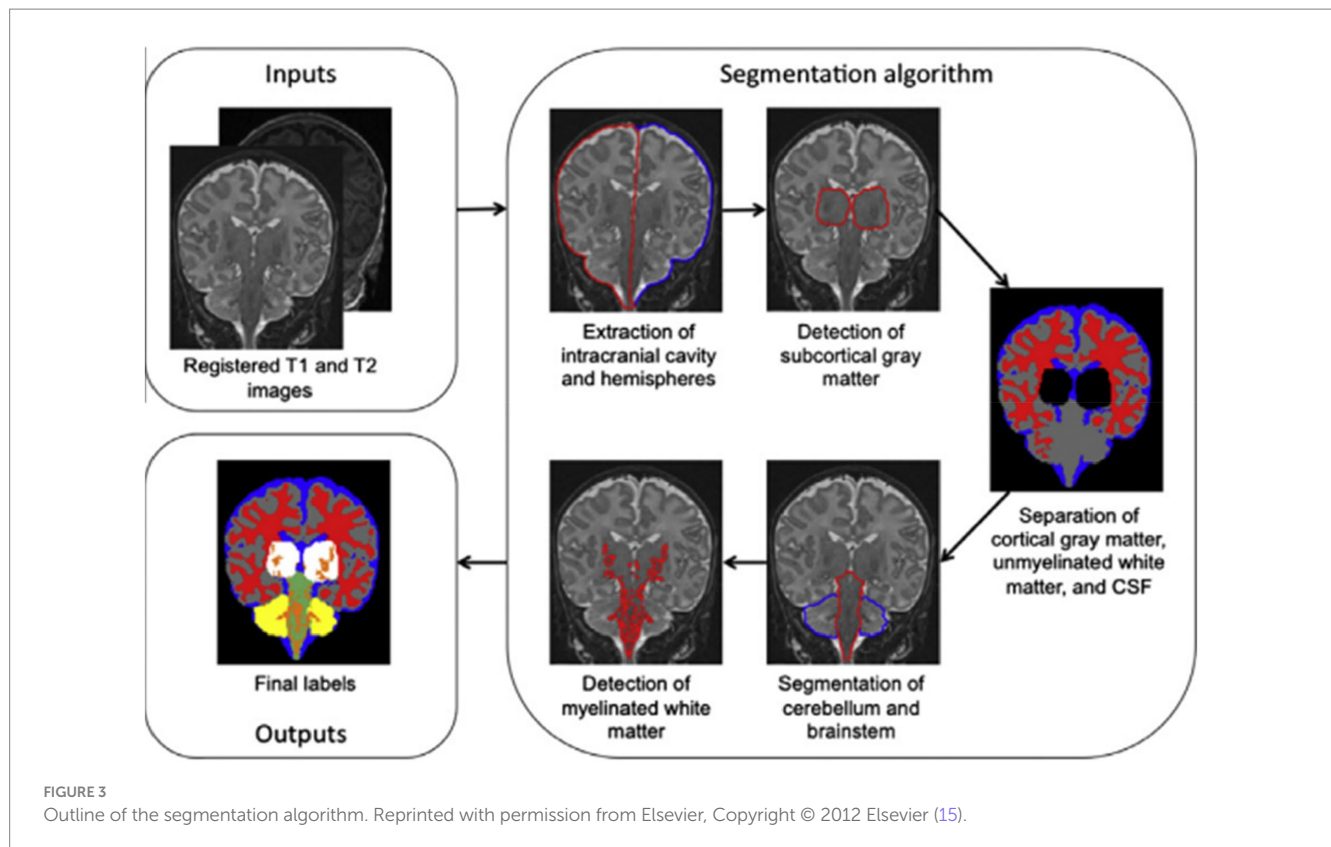 Inputs
Registered T1 and T2
images
Segmentation algorithm
Extraction of
intracranial cavity
and hemispheres
Detection of
subcortical gray
matter
Separation of
cortical gray matter,
unmyelinated white
matter, and CSF
Segmentation of
cerebellum and
brainstem
Detection of
myelinated white
matter
Final labels
Outputs
FIGURE 3
Outline of the segmentation algorithm. Reprinted with permission from Elsevier, Copyright © 2012 Elsevier (15).